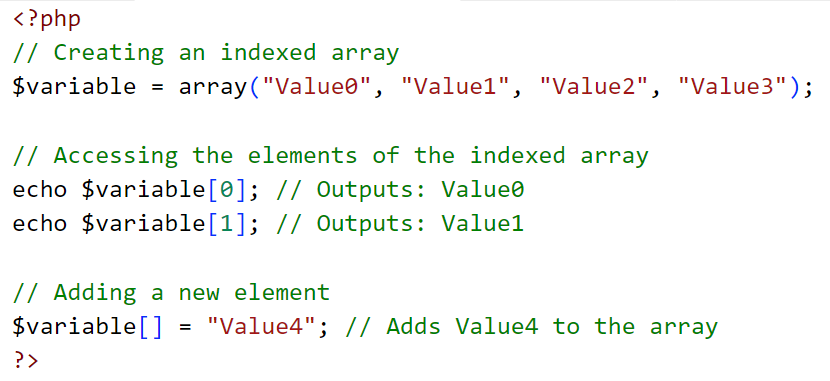 <?php
// Creating an indexed array
$variable = array("Value0", "Value1", "Value2", "Value3");
// Accessing the elements of the indexed array
echo $variable[0]; // Outputs: Value0
echo $variable[1]; // Outputs: Value1
// Adding a new element
$variable[] = "Value4"; // Adds Value4 to the array
?>